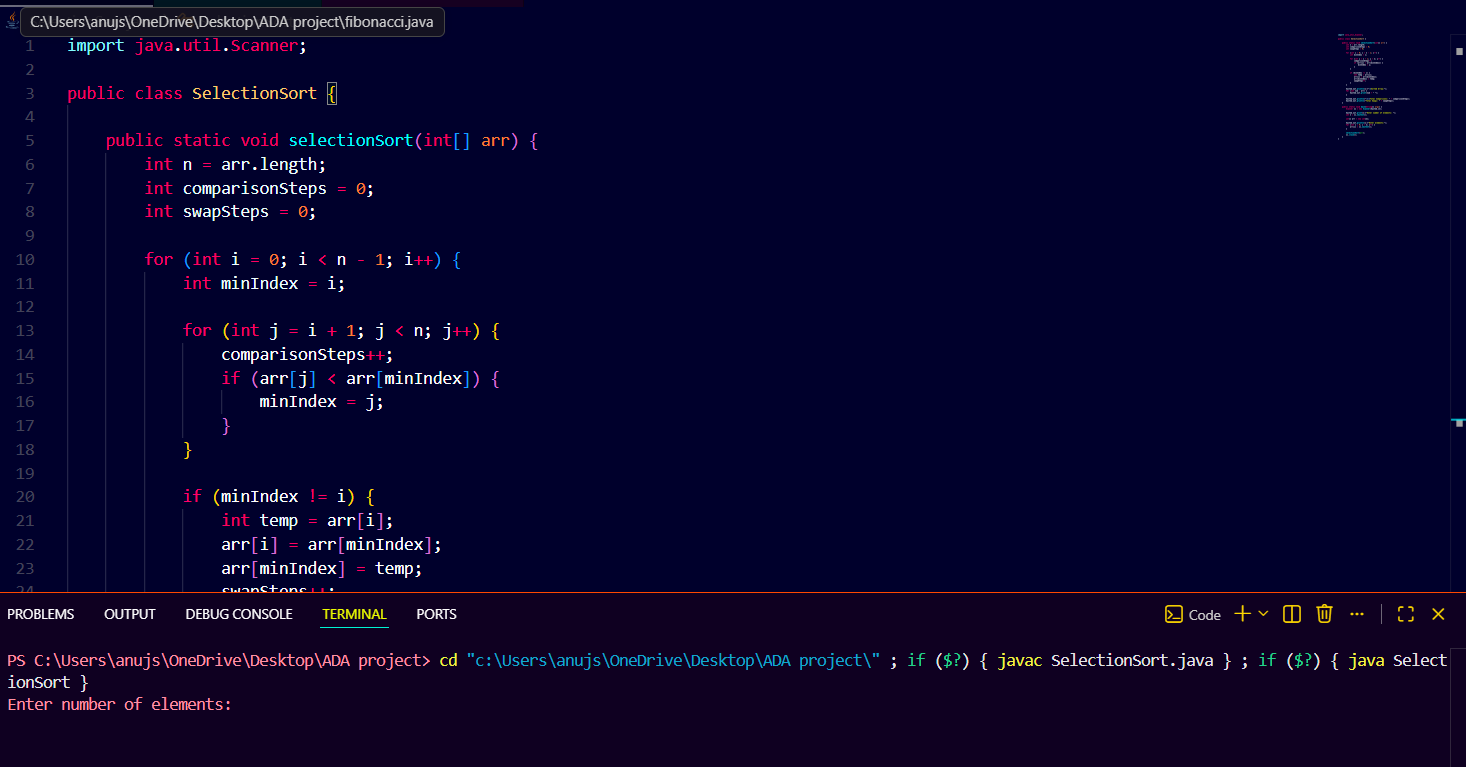 C:\Users\anujs\OneDrive\Desktop\ADA project\fibonacci.java
1 import java.util.Scanner;
2
3 public class SelectionSort {
4
5     public static void selectionSort(int[] arr) {
6         int n = arr.length;
7         int comparisonSteps = 0;
8         int swapSteps = 0;
9
10         for (int i = 0; i < n - 1; i++) {
11             int minIndex = i;
12
13             for (int j = i + 1; j < n; j++) {
14                 comparisonSteps++;
15                 if (arr[j] < arr[minIndex]) {
16                     minIndex = j;
17                 }
18             }
19
20             if (minIndex != i) {
21                 int temp = arr[i];
22                 arr[i] = arr[minIndex];
23                 arr[minIndex] = temp;
24                 swapSteps++;
PROBLEMS OUTPUT DEBUG CONSOLE TERMINAL PORTS Code
PS C:\Users\anujs\OneDrive\Desktop\ADA project> cd "c:\Users\anujs\OneDrive\Desktop\ADA project\" ; if ($?) { javac SelectionSort.java } ; if ($?) { java Select
ionSort }
Enter number of elements: